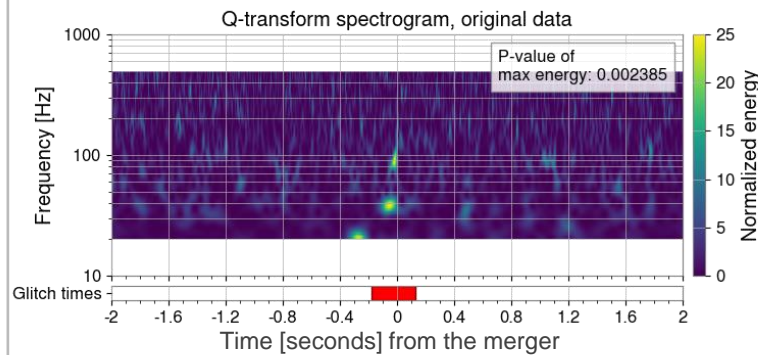 Q-transform spectrogram, original data
1000
100
10
Frequency [Hz]
P-value of
max energy: 0.002385
25
20
15
10
5
0
Normalized energy
Glitch times
-2 -1.6 -1.2 -0.8 -0.4 0 0.4 0.8 1.2 1.6 2
Time [seconds] from the merger